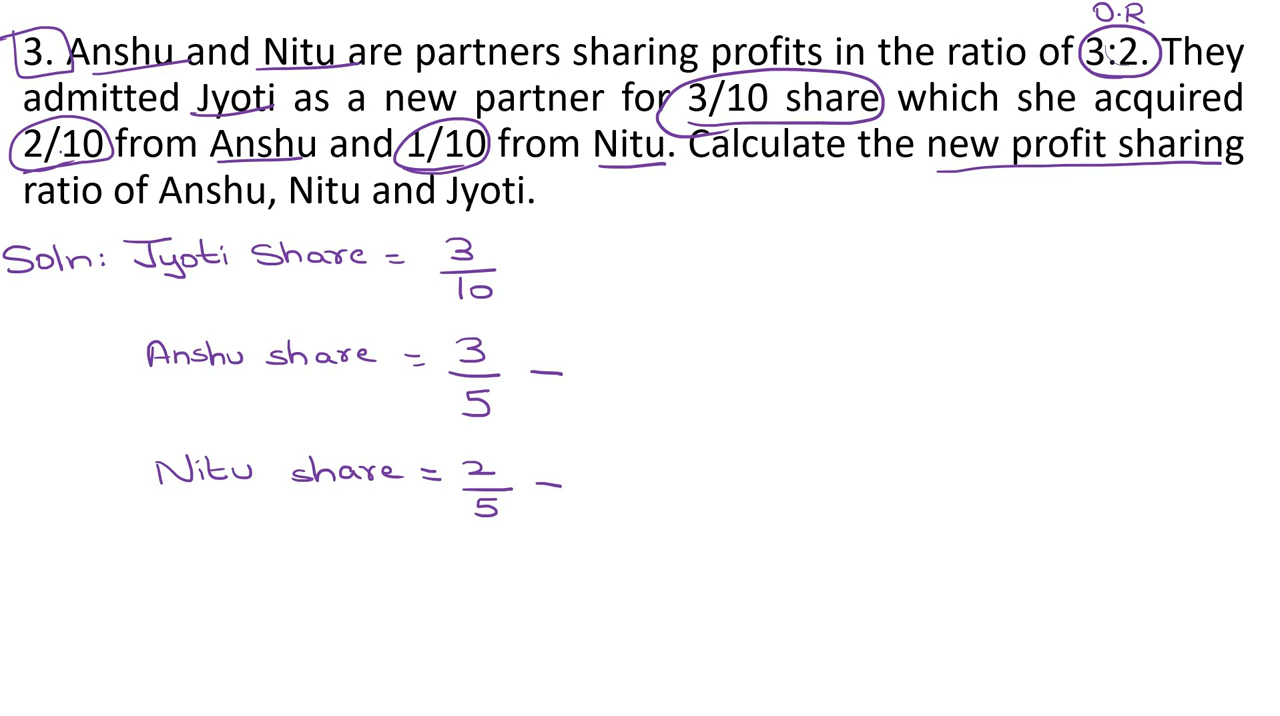 O.R
3. Anshu and Nitu are partners sharing profits in the ratio of 3:2. They
admitted Jyoti as a new partner for 3/10 share which she acquired
2/10 from Anshu and 1/10 from Nitu. Calculate the new profit sharing
ratio of Anshu, Nitu and Jyoti.
Soln: Jyoti Share = 3/10
Anshu share = 3/5 –
Nitu share = 2/5 –